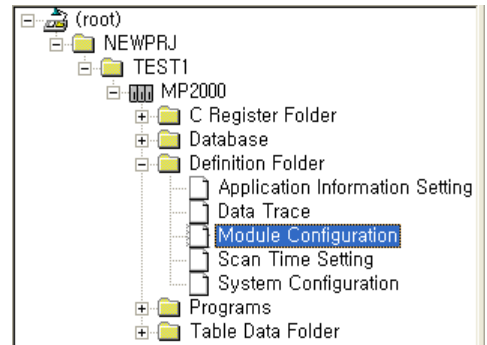 (root)
NEWPRJ
TEST1
MP2000
C Register Folder
Database
Definition Folder
Application Information Setting
Data Trace
Module Configuration
Scan Time Setting
System Configuration
Programs
Table Data Folder